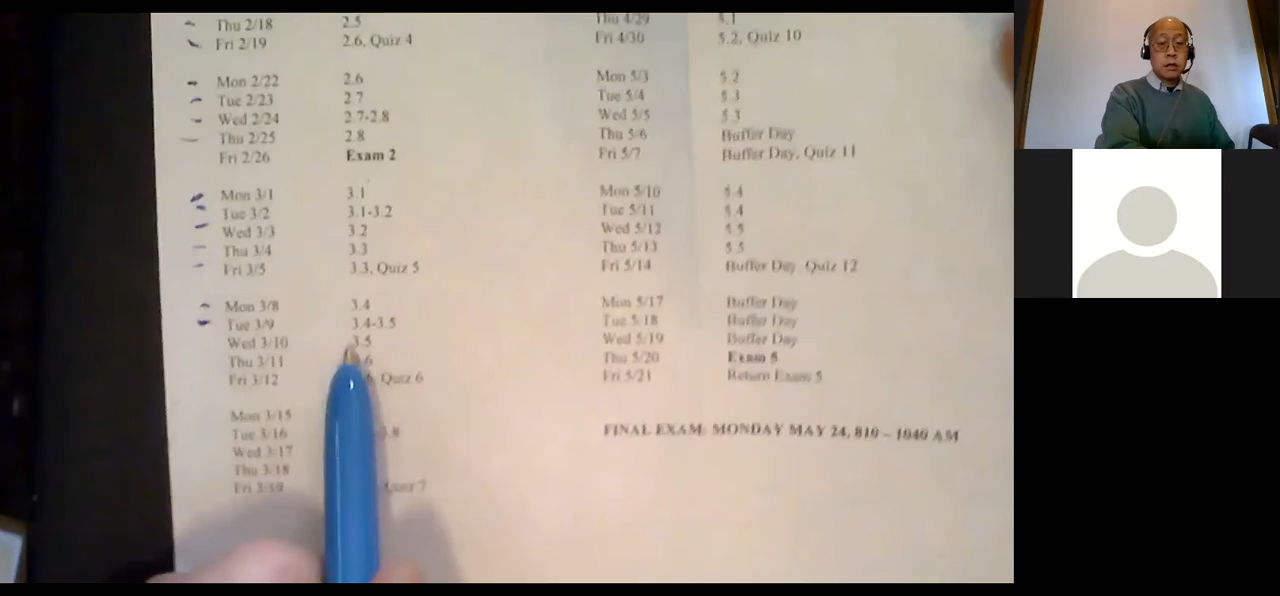 Thu 2/18 2.5
Fri 2/19 2.6, Quiz 4
Mon 2/22 2.6
Tue 2/23 2.7
Wed 2/24 2.7-2.8
Thu 2/25 2.8
Fri 2/26 Exam 2
Mon 3/1 3.1
Tue 3/2 3.1-3.2
Wed 3/3 3.2
Thu 3/4 3.3
Fri 3/5 3.3, Quiz 5
Mon 3/8 3.4
Tue 3/9 3.4-3.5
Wed 3/10 3.5
Thu 3/11
Fri 3/12 Quiz 6
Mon 3/15
Tue 3/16
Wed 3/17
Thu 3/18
Fri 3/19 Quiz 7
Thu 4/29 5.1
Fri 4/30 5.2, Quiz 10
Mon 5/3 5.2
Tue 5/4 5.3
Wed 5/5 5.3
Thu 5/6 Buffer Day
Fri 5/7 Buffer Day, Quiz 11
Mon 5/10 5.4
Tue 5/11 5.4
Wed 5/12 5.5
Thu 5/13 5.5
Fri 5/14 Buffer Day, Quiz 12
Mon 5/17 Buffer Day
Tue 5/18 Buffer Day
Wed 5/19 Buffer Day
Thu 5/20 Exam 5
Fri 5/21 Return Exam 5
FINAL EXAM: MONDAY MAY 24, 810 – 1040 AM